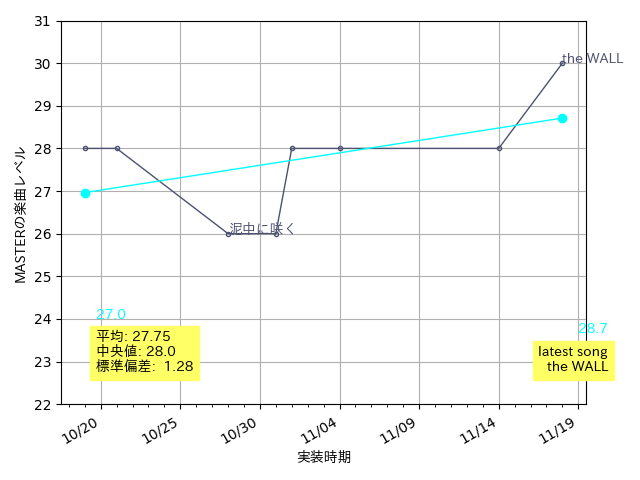 31
30
29
28
27
26
25
24
23
22
MASTERの楽曲レベル
the WALL
泥中に咲く
27.0
平均: 27.75
中央値: 28.0
標準偏差:  1.28
28.7
latest song
the WALL
10/20
10/25
10/30
11/04
11/09
11/14
11/19
実装時期